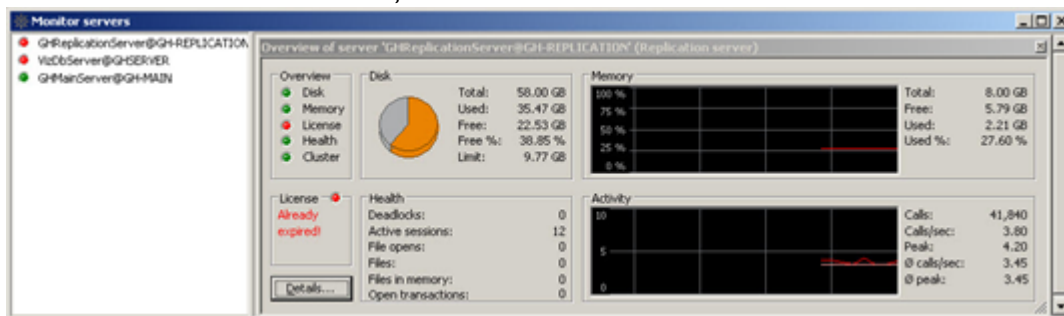 Monitor servers
GHReplicationServer@GH-REPLICATION
VizDbServer@GHSERVER
GHMainServer@GH-MAIN
Overview of server 'GHReplicationServer@GH-REPLICATION' (Replication server)
Overview
Disk
Memory
License
Health
Cluster
Disk
Total: 58.00 GB
Used: 35.47 GB
Free: 22.53 GB
Free %: 38.85 %
Limit: 9.77 GB
Memory
100 %
75 %
50 %
25 %
0 %
Total: 8.00 GB
Free: 5.79 GB
Used: 2.21 GB
Used %: 27.60 %
License
Already
expired!
Details...
Health
Deadlocks: 0
Active sessions: 12
File opens: 0
Files: 0
Files in memory: 0
Open transactions: 0
Activity
10
5
0
Calls: 41,840
Calls/sec: 3.80
Peak: 4.20
Ø calls/sec: 3.45
Ø peak: 3.45